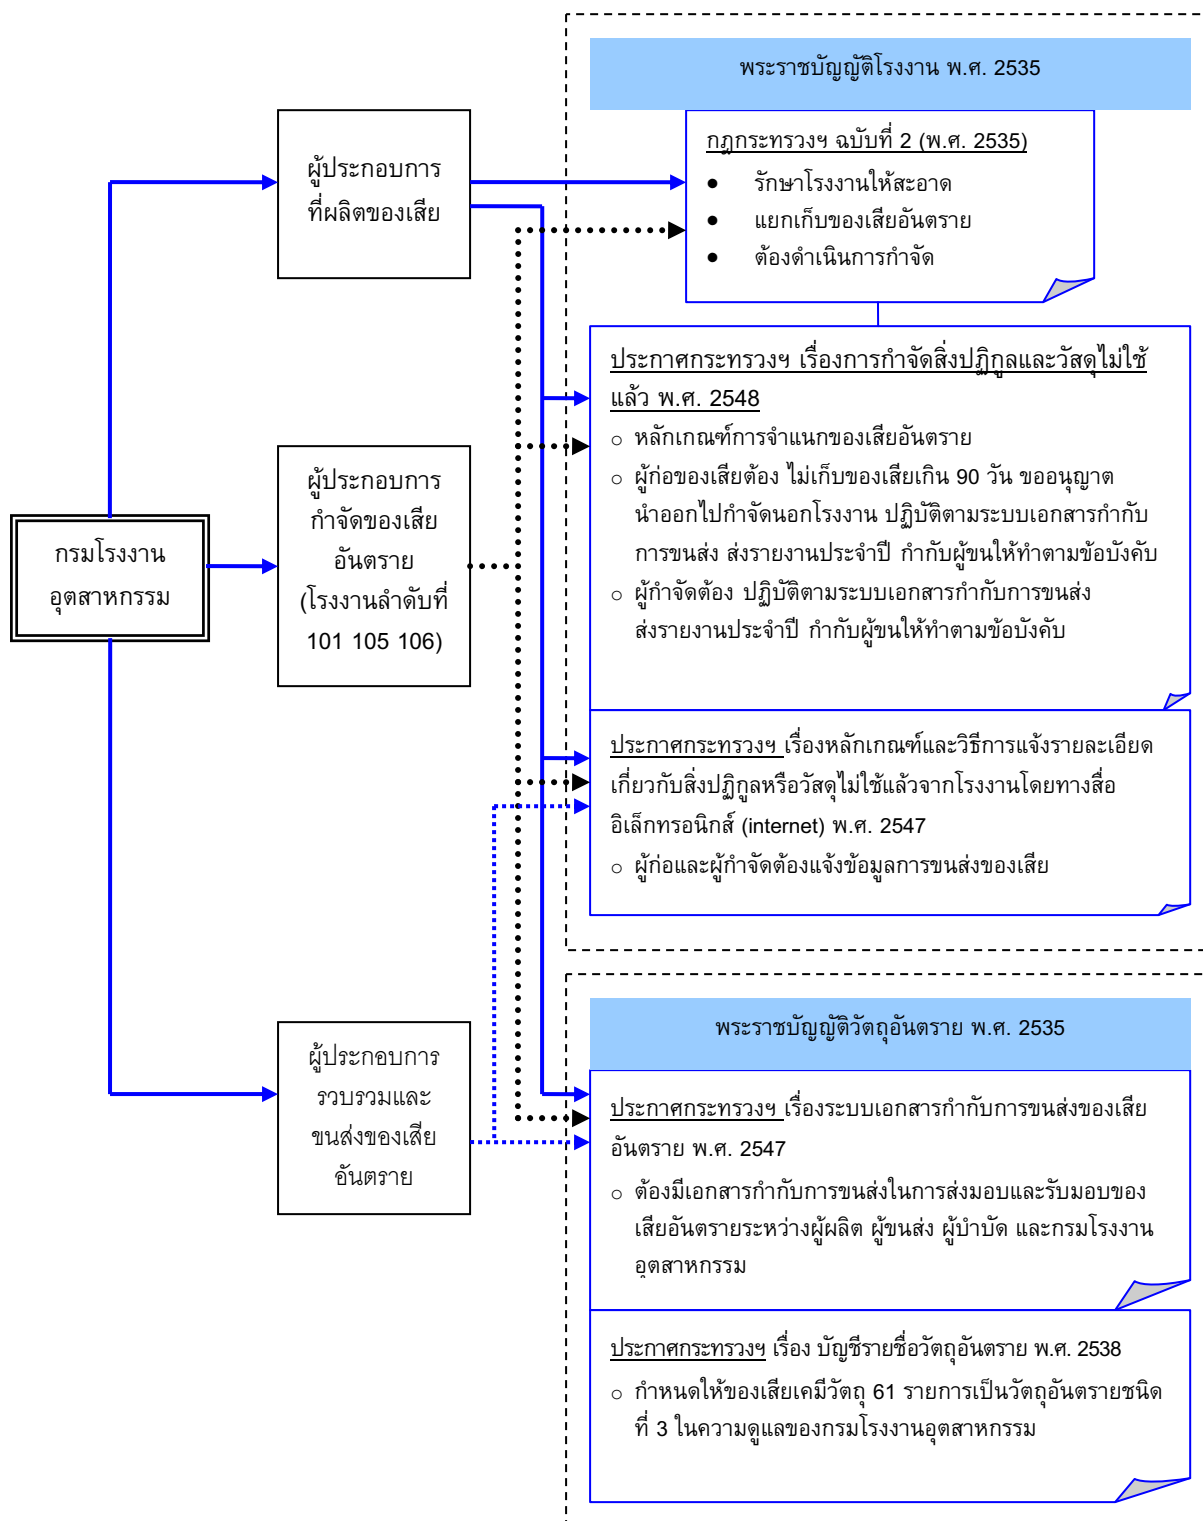 พระราชบัญญัติโรงงาน พ.ศ. 2535
กฎกระทรวงฯ ฉบับที่ 2 (พ.ศ. 2535)
● รักษาโรงงานให้สะอาด
● แยกเก็บของเสียอันตราย
● ต้องดำเนินการกำจัด
ผู้ประกอบการ
ที่ผลิตของเสีย
ประกาศกระทรวงฯ เรื่องการกำจัดสิ่งปฏิกูลและวัสดุไม่ใช้
แล้ว พ.ศ. 2548
○ หลักเกณฑ์การจำแนกของเสียอันตราย
○ ผู้ก่อของเสียต้อง ไม่เก็บของเสียเกิน 90 วัน ขออนุญาต
นำออกไปกำจัดนอกโรงงาน ปฏิบัติตามระบบเอกสารกำกับ
การขนส่ง ส่งรายงานประจำปี กำกับผู้ขนให้ทำตามข้อบังคับ
○ ผู้กำจัดต้อง ปฏิบัติตามระบบเอกสารกำกับการขนส่ง
ส่งรายงานประจำปี กำกับผู้ขนให้ทำตามข้อบังคับ
ผู้ประกอบการ
กำจัดของเสีย
อันตราย
(โรงงานลำดับที่
101 105 106)
กรมโรงงาน
อุตสาหกรรม
ประกาศกระทรวงฯ เรื่องหลักเกณฑ์และวิธีการแจ้งรายละเอียด
เกี่ยวกับสิ่งปฏิกูลหรือวัสดุไม่ใช้แล้วจากโรงงานโดยทางสื่อ
อิเล็กทรอนิกส์ (internet) พ.ศ. 2547
○ ผู้ก่อและผู้กำจัดต้องแจ้งข้อมูลการขนส่งของเสีย
พระราชบัญญัติวัตถุอันตราย พ.ศ. 2535
ผู้ประกอบการ
รวบรวมและ
ขนส่งของเสีย
อันตราย
ประกาศกระทรวงฯ เรื่องระบบเอกสารกำกับการขนส่งของเสีย
อันตราย พ.ศ. 2547
○ ต้องมีเอกสารกำกับการขนส่งในการส่งมอบและรับมอบของ
เสียอันตรายระหว่างผู้ผลิต ผู้ขนส่ง ผู้บำบัด และกรมโรงงาน
อุตสาหกรรม
ประกาศกระทรวงฯ เรื่อง บัญชีรายชื่อวัตถุอันตราย พ.ศ. 2538
○ กำหนดให้ของเสียเคมีวัตถุ 61 รายการเป็นวัตถุอันตรายชนิด
ที่ 3 ในความดูแลของกรมโรงงานอุตสาหกรรม